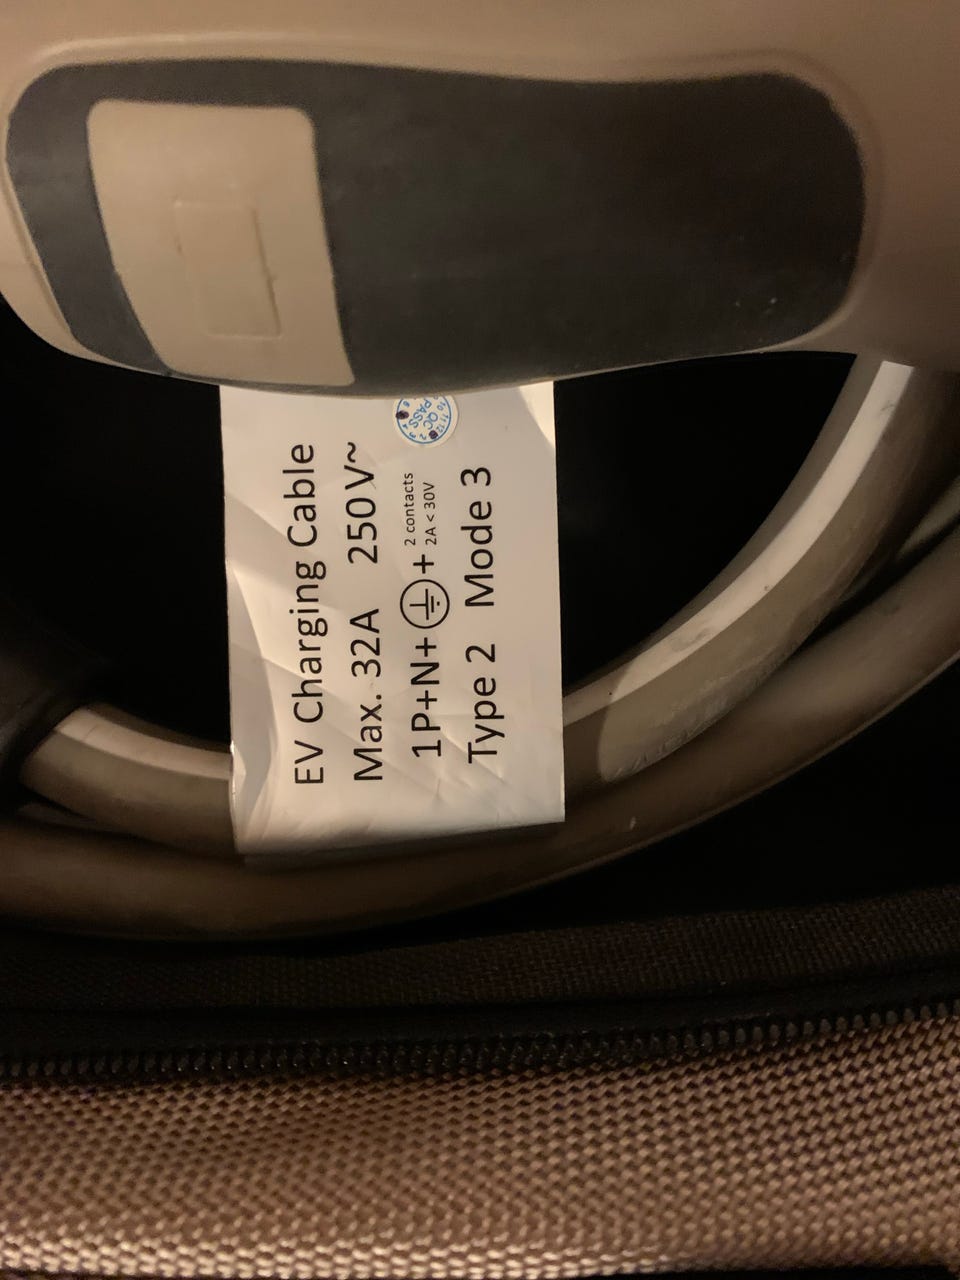 EV Charging Cable
Max. 32A 250V~
1P+N+⏚+ 2 contacts
2A < 30V
Type 2 Mode 3
QC
PASS